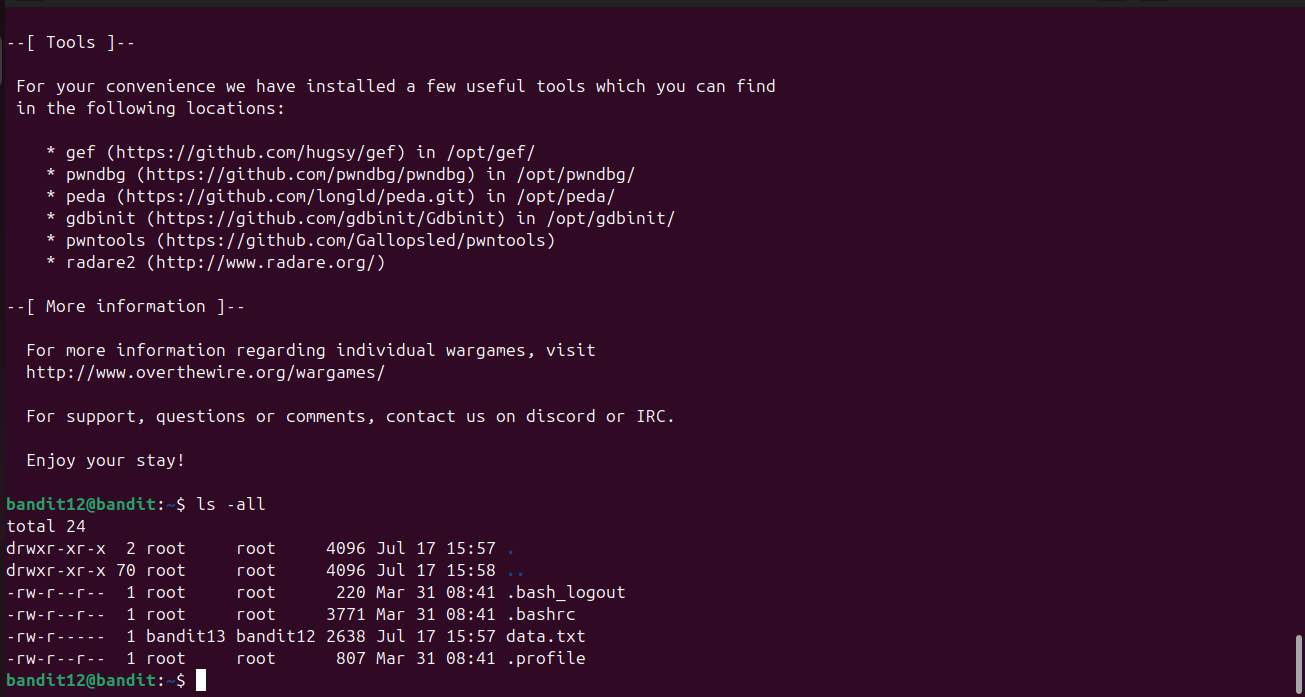 --[ Tools ]--
For your convenience we have installed a few useful tools which you can find
in the following locations:
* gef (https://github.com/hugsy/gef) in /opt/gef/
* pwndbg (https://github.com/pwndbg/pwndbg) in /opt/pwndbg/
* peda (https://github.com/longld/peda.git) in /opt/peda/
* gdbinit (https://github.com/gdbinit/Gdbinit) in /opt/gdbinit/
* pwntools (https://github.com/Gallopsled/pwntools)
* radare2 (http://www.radare.org/)
--[ More information ]--
For more information regarding individual wargames, visit
http://www.overthewire.org/wargames/
For support, questions or comments, contact us on discord or IRC.
Enjoy your stay!
bandit12@bandit:~$ ls -all
total 24
drwxr-xr-x  2 root     root     4096 Jul 17 15:57 .
drwxr-xr-x 70 root     root     4096 Jul 17 15:58 ..
-rw-r--r--  1 root     root      220 Mar 31 08:41 .bash_logout
-rw-r--r--  1 root     root     3771 Mar 31 08:41 .bashrc
-rw-r-----  1 bandit13 bandit12 2638 Jul 17 15:57 data.txt
-rw-r--r--  1 root     root      807 Mar 31 08:41 .profile
bandit12@bandit:~$